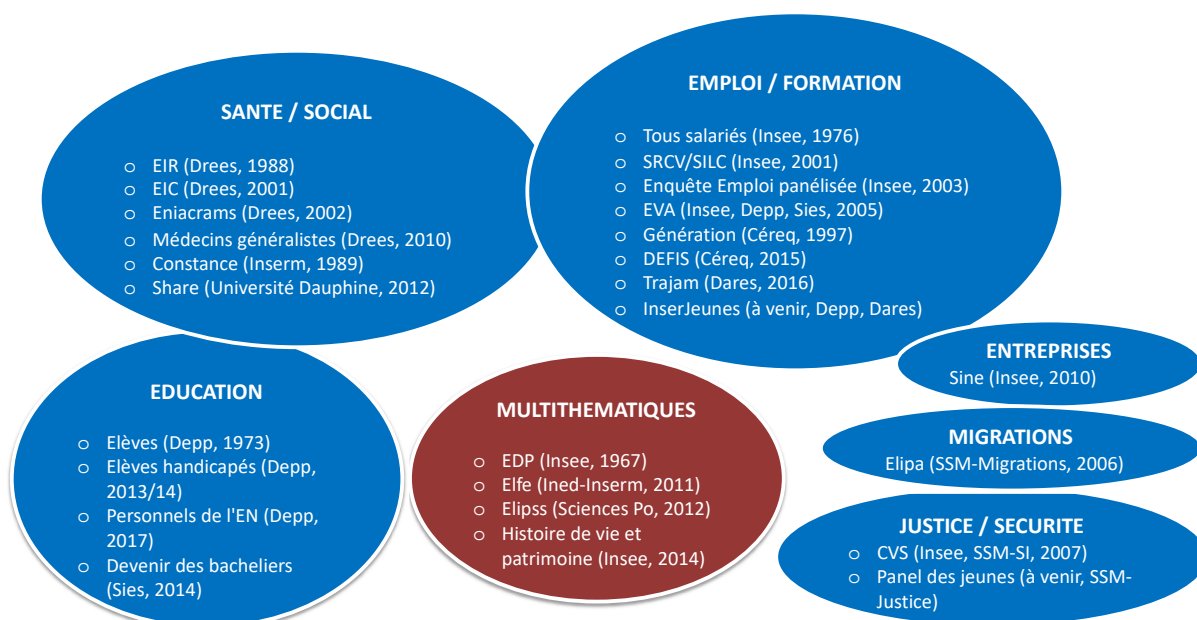 SANTE / SOCIAL
o EIR (Drees, 1988)
o EIC (Drees, 2001)
o Eniacrams (Drees, 2002)
o Médecins généralistes (Drees, 2010)
o Constance (Inserm, 1989)
o Share (Université Dauphine, 2012)
EMPLOI / FORMATION
o Tous salariés (Insee, 1976)
o SRCV/SILC (Insee, 2001)
o Enquête Emploi panélisée (Insee, 2003)
o EVA (Insee, Depp, Sies, 2005)
o Génération (Céreq, 1997)
o DEFIS (Céreq, 2015)
o Trajam (Dares, 2016)
o InserJeunes (à venir, Depp, Dares)
EDUCATION
o Elèves (Depp, 1973)
o Elèves handicapés (Depp,
2013/14)
o Personnels de l'EN (Depp,
2017)
o Devenir des bacheliers
(Sies, 2014)
MULTITHEMATIQUES
o EDP (Insee, 1967)
o Elfe (Ined-Inserm, 2011)
o Elipss (Sciences Po, 2012)
o Histoire de vie et
patrimoine (Insee, 2014)
ENTREPRISES
Sine (Insee, 2010)
MIGRATIONS
Elipa (SSM-Migrations, 2006)
JUSTICE / SECURITE
o CVS (Insee, SSM-SI, 2007)
o Panel des jeunes (à venir, SSM-
Justice)